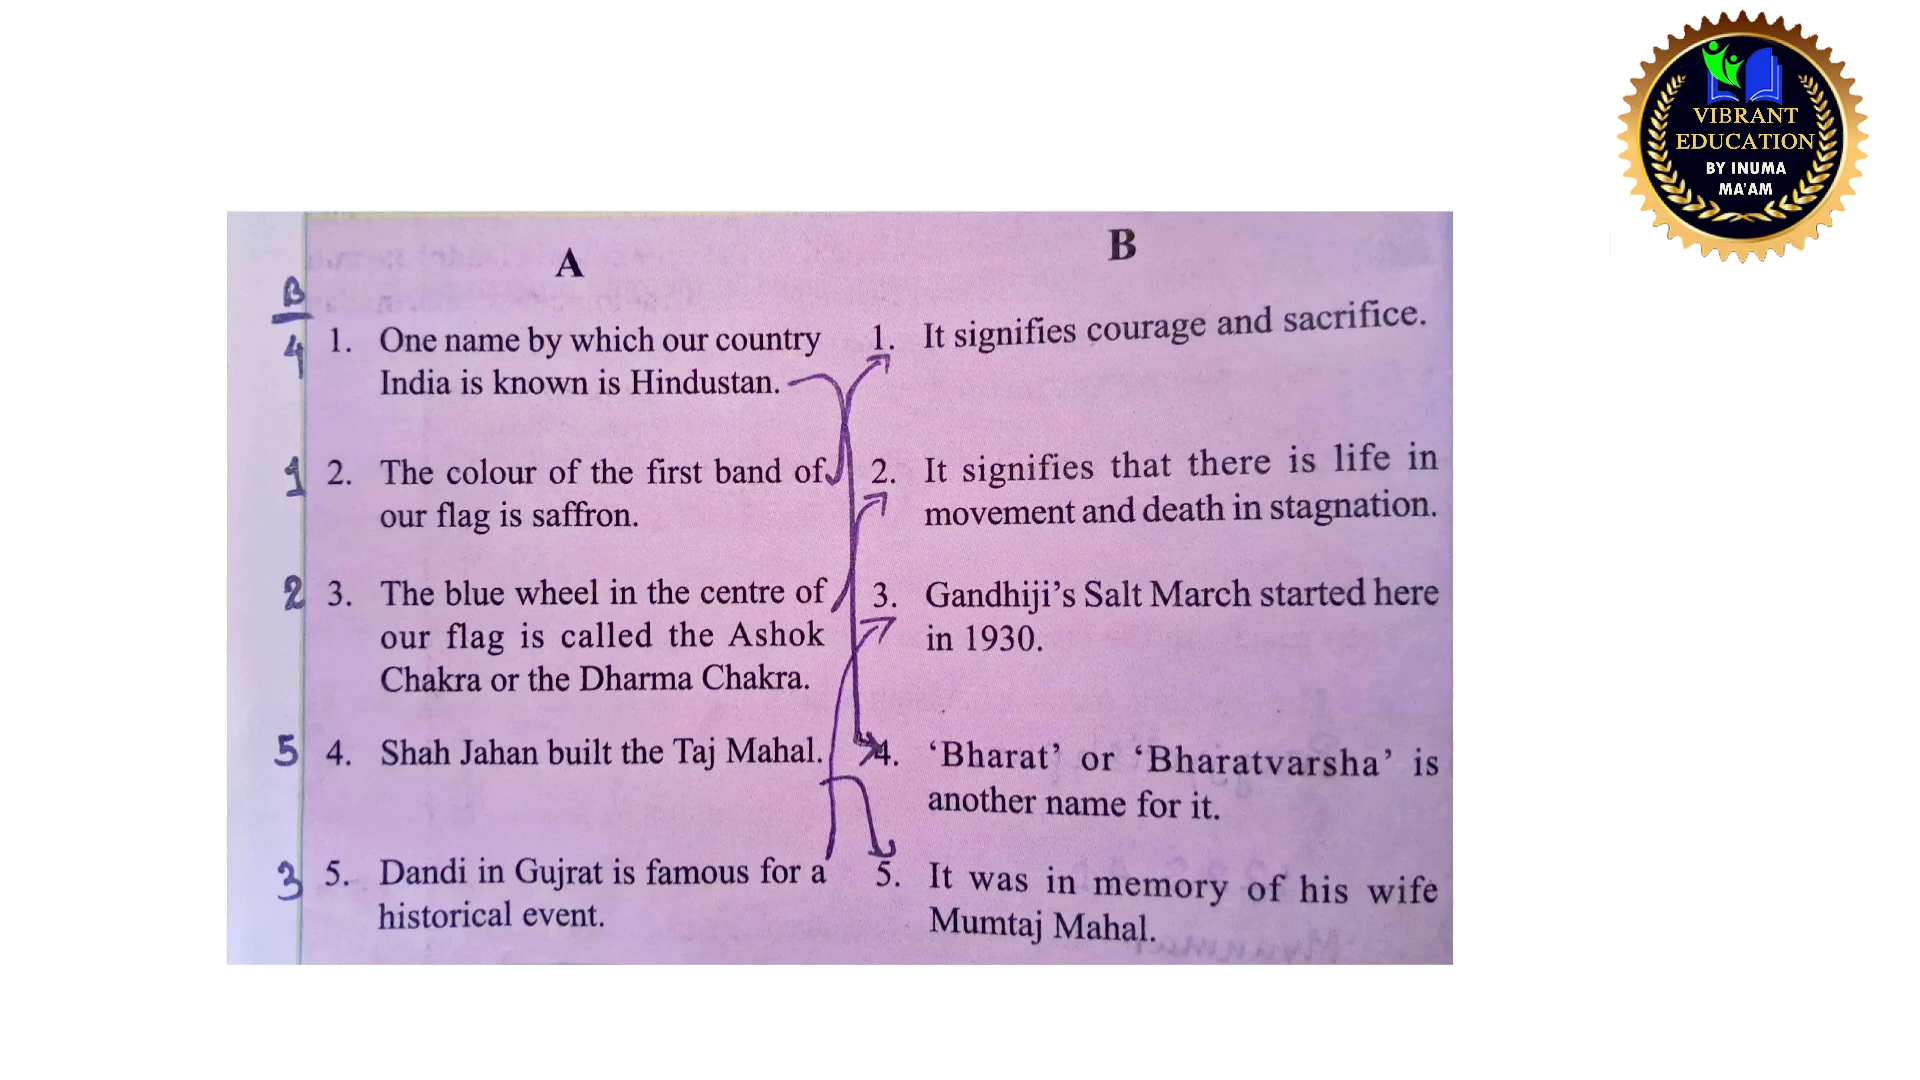 VIBRANT
EDUCATION
BY INUMA
MA'AM
A
B
B
4
1. One name by which our country
India is known is Hindustan.
1. It signifies courage and sacrifice.
1
2. The colour of the first band of
our flag is saffron.
2. It signifies that there is life in
movement and death in stagnation.
2
3. The blue wheel in the centre of
our flag is called the Ashok
Chakra or the Dharma Chakra.
3. Gandhiji’s Salt March started here
in 1930.
5
4. Shah Jahan built the Taj Mahal.
4. ‘Bharat’ or ‘Bharatvarsha’ is
another name for it.
3
5. Dandi in Gujrat is famous for a
historical event.
5. It was in memory of his wife
Mumtaj Mahal.